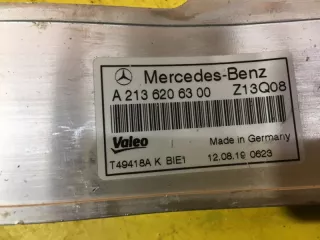 Mercedes-Benz
A 213 620 63 00 Z13Q08
Valeo Made in Germany
T49418A K BIE1 12.08.19 0623